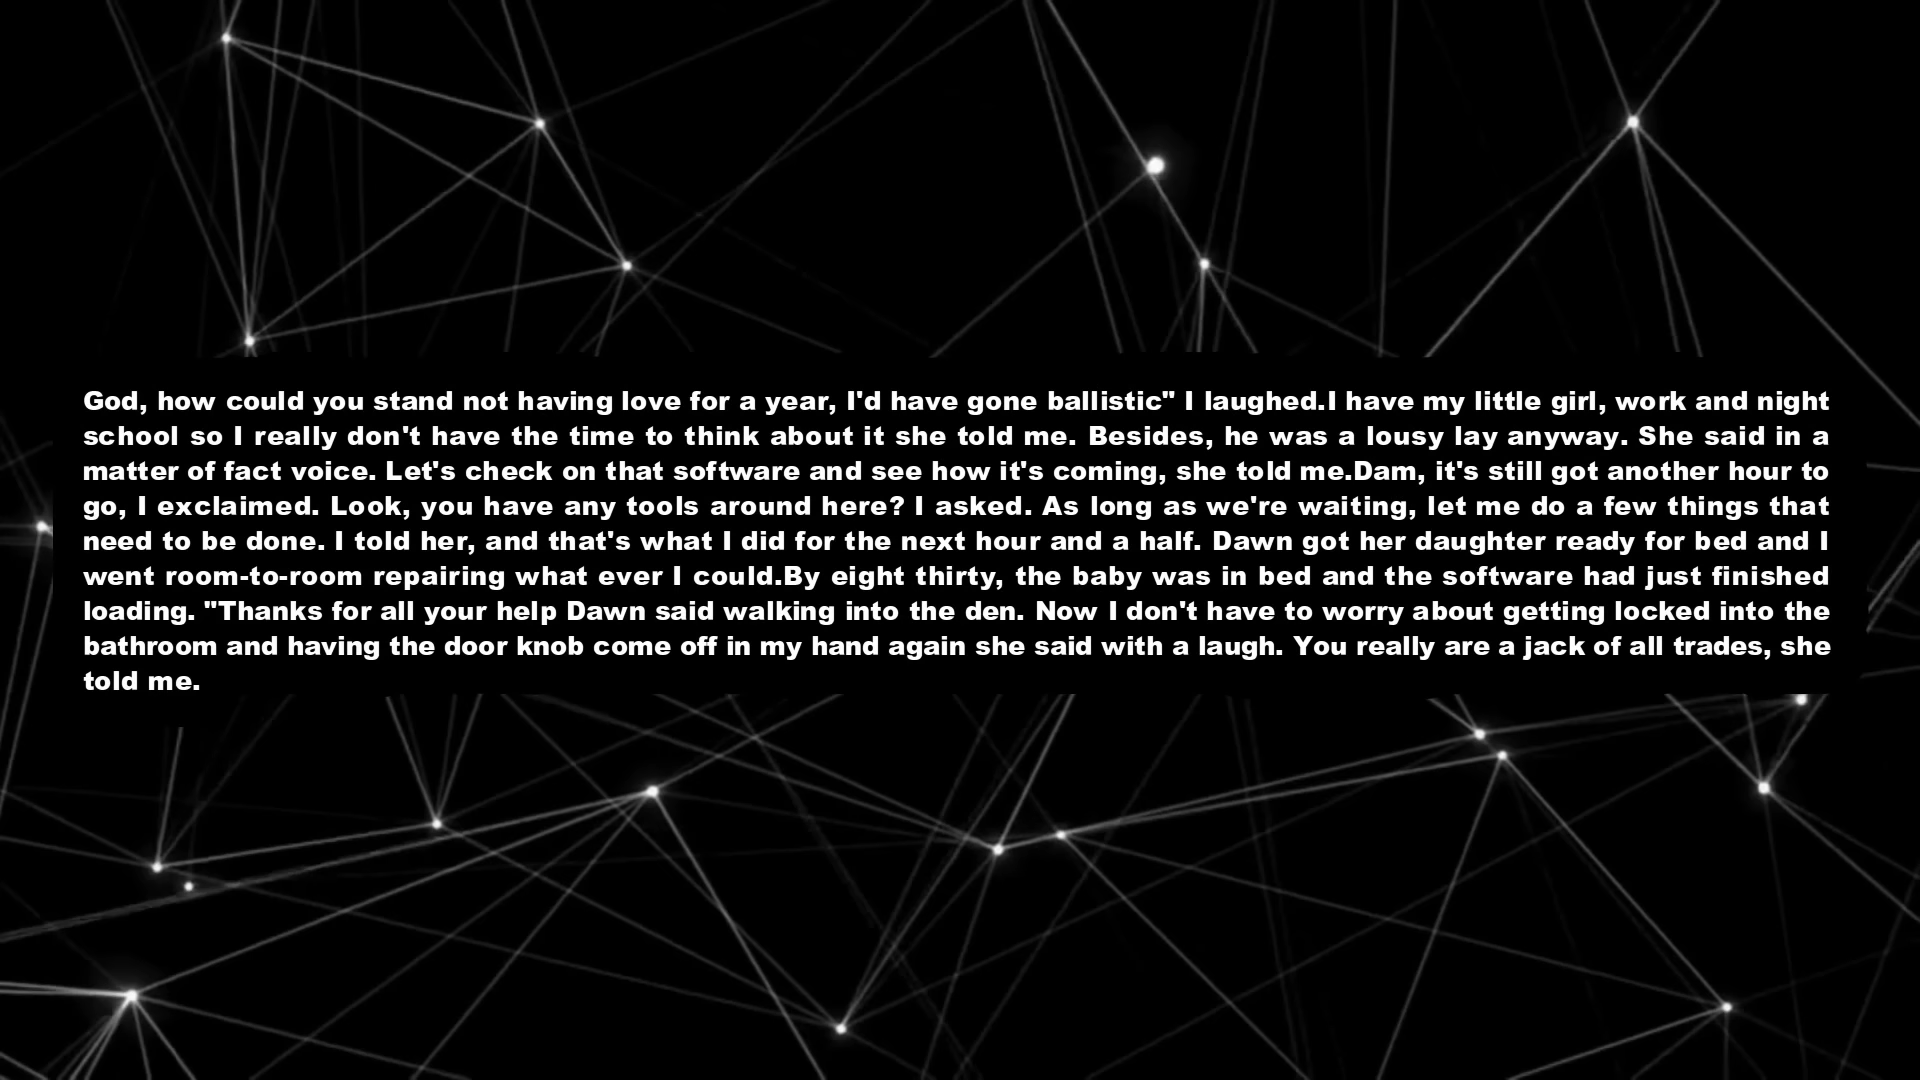 God, how could you stand not having love for a year, I'd have gone ballistic" I laughed.I have my little girl, work and night
school so I really don't have the time to think about it she told me. Besides, he was a lousy lay anyway. She said in a
matter of fact voice. Let's check on that software and see how it's coming, she told me.Dam, it's still got another hour to
go, I exclaimed. Look, you have any tools around here? I asked. As long as we're waiting, let me do a few things that
need to be done. I told her, and that's what I did for the next hour and a half. Dawn got her daughter ready for bed and I
went room-to-room repairing what ever I could.By eight thirty, the baby was in bed and the software had just finished
loading. "Thanks for all your help Dawn said walking into the den. Now I don't have to worry about getting locked into the
bathroom and having the door knob come off in my hand again she said with a laugh. You really are a jack of all trades, she
told me.